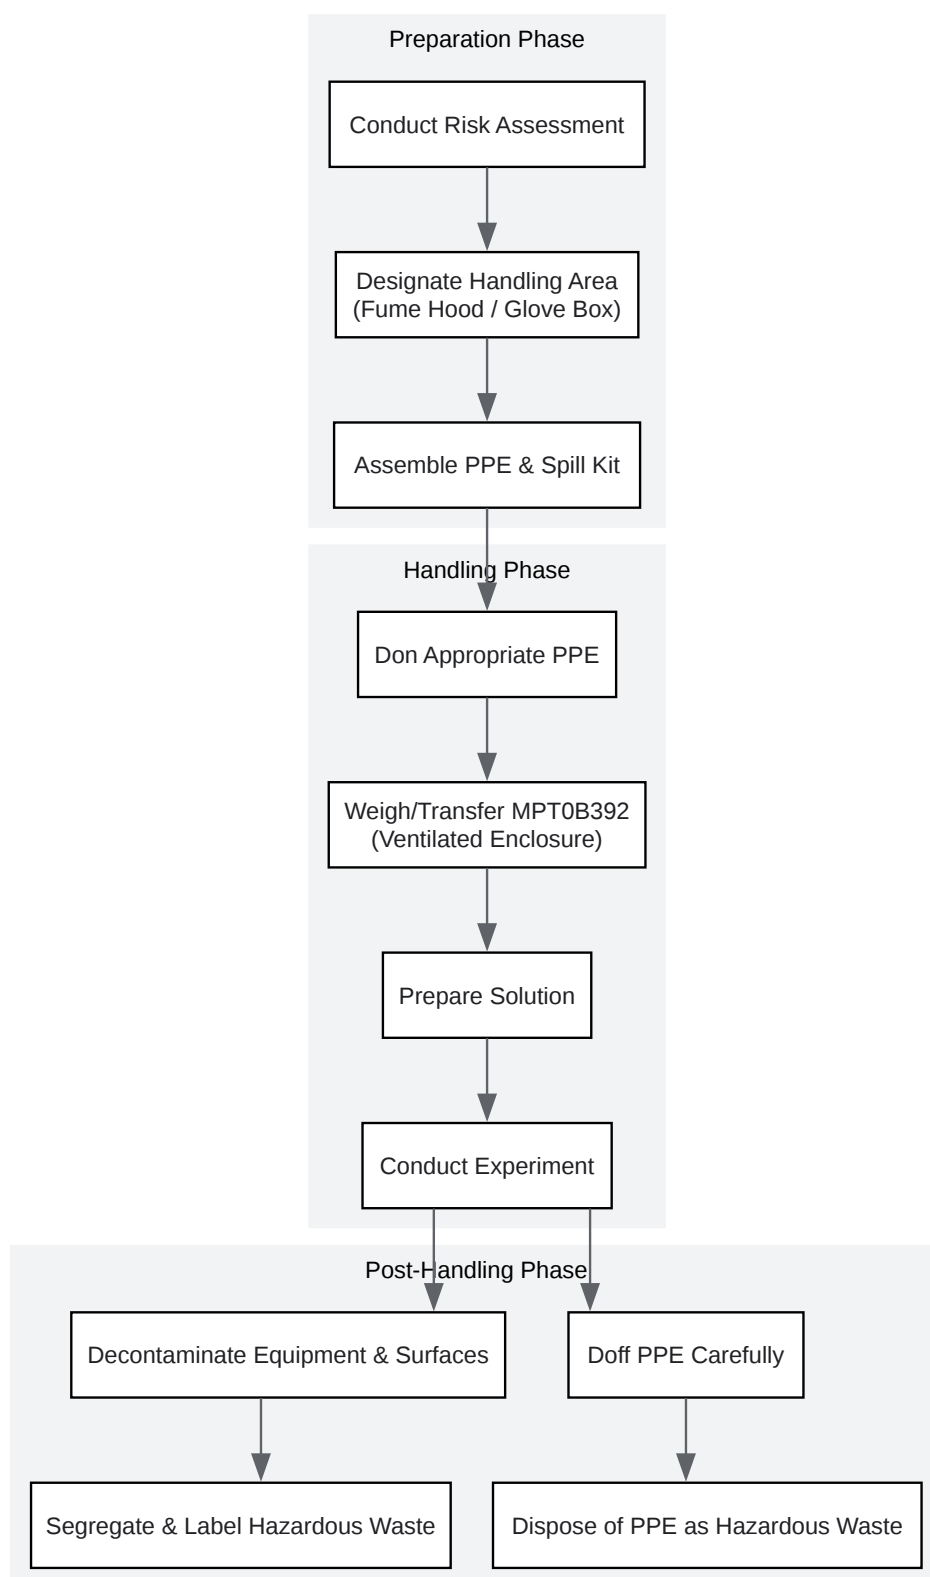 Preparation Phase
Conduct Risk Assessment
Designate Handling Area
(Fume Hood / Glove Box)
Assemble PPE & Spill Kit
Handling Phase
Don Appropriate PPE
Weigh/Transfer MPT0B392
(Ventilated Enclosure)
Prepare Solution
Conduct Experiment
Post-Handling Phase
Decontaminate Equipment & Surfaces
Doff PPE Carefully
Segregate & Label Hazardous Waste
Dispose of PPE as Hazardous Waste